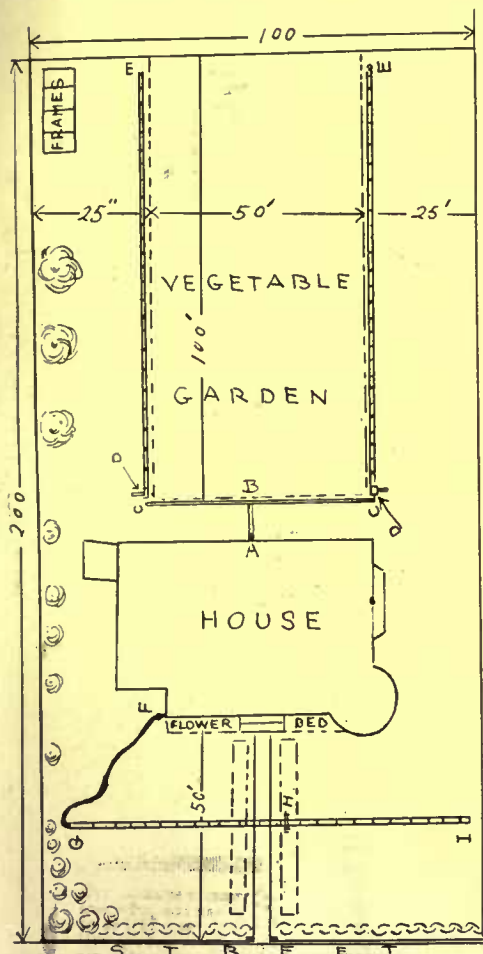 100
E E
FRAMES
25" 50' 25'
VEGETABLE
100'
GARDEN
200
D B
C C D
A
HOUSE
F
FLOWER BED
50'
H
G I
STREET